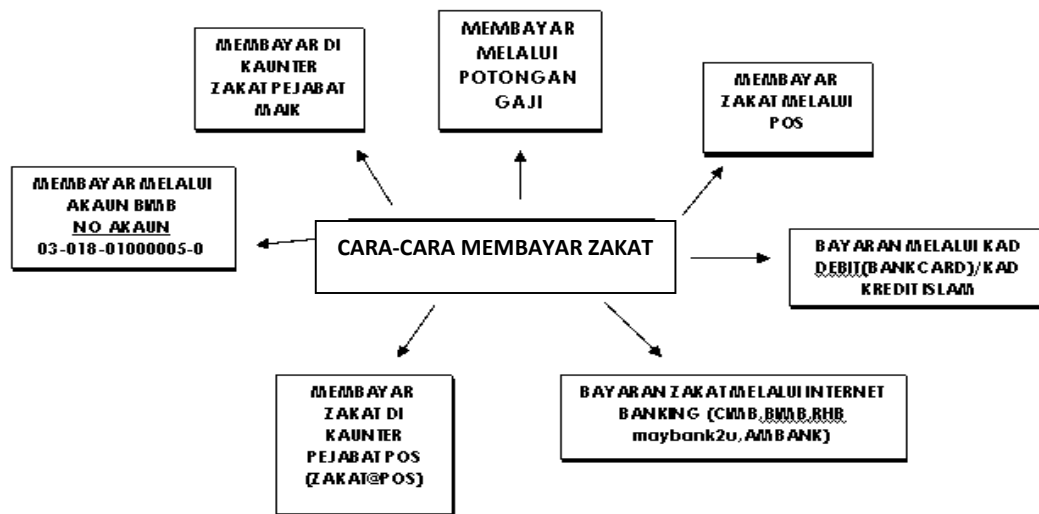 MEMBAYAR DI
KAUNTER
ZAKAT PEJABAT
MAIK
MEMBAYAR
MELALUI
POTONGAN
GAJI
MEMBAYAR
ZAKAT MELALUI
POS
MEMBAYAR MELALUI
AKAUN BIMB
NO AKAUN
03-018-01000005-0
CARA-CARA MEMBAYAR ZAKAT
BAYARAN MELALUI KAD
DEBIT(BANKCARD)/KAD
KREDIT ISLAM
MEMBAYAR
ZAKAT DI
KAUNTER
PEJABAT POS
(ZAKAT@POS)
BAYARAN ZAKAT MELALUI INTERNET
BANKING (CIMB,BIMB,RHB
maybank2u,AMBANK)